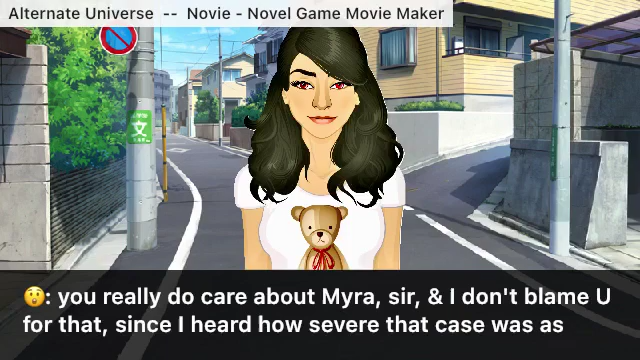 Alternate Universe -- Novie - Novel Game Movie Maker
文
😲: you really do care about Myra, sir, & I don't blame U
for that, since I heard how severe that case was as